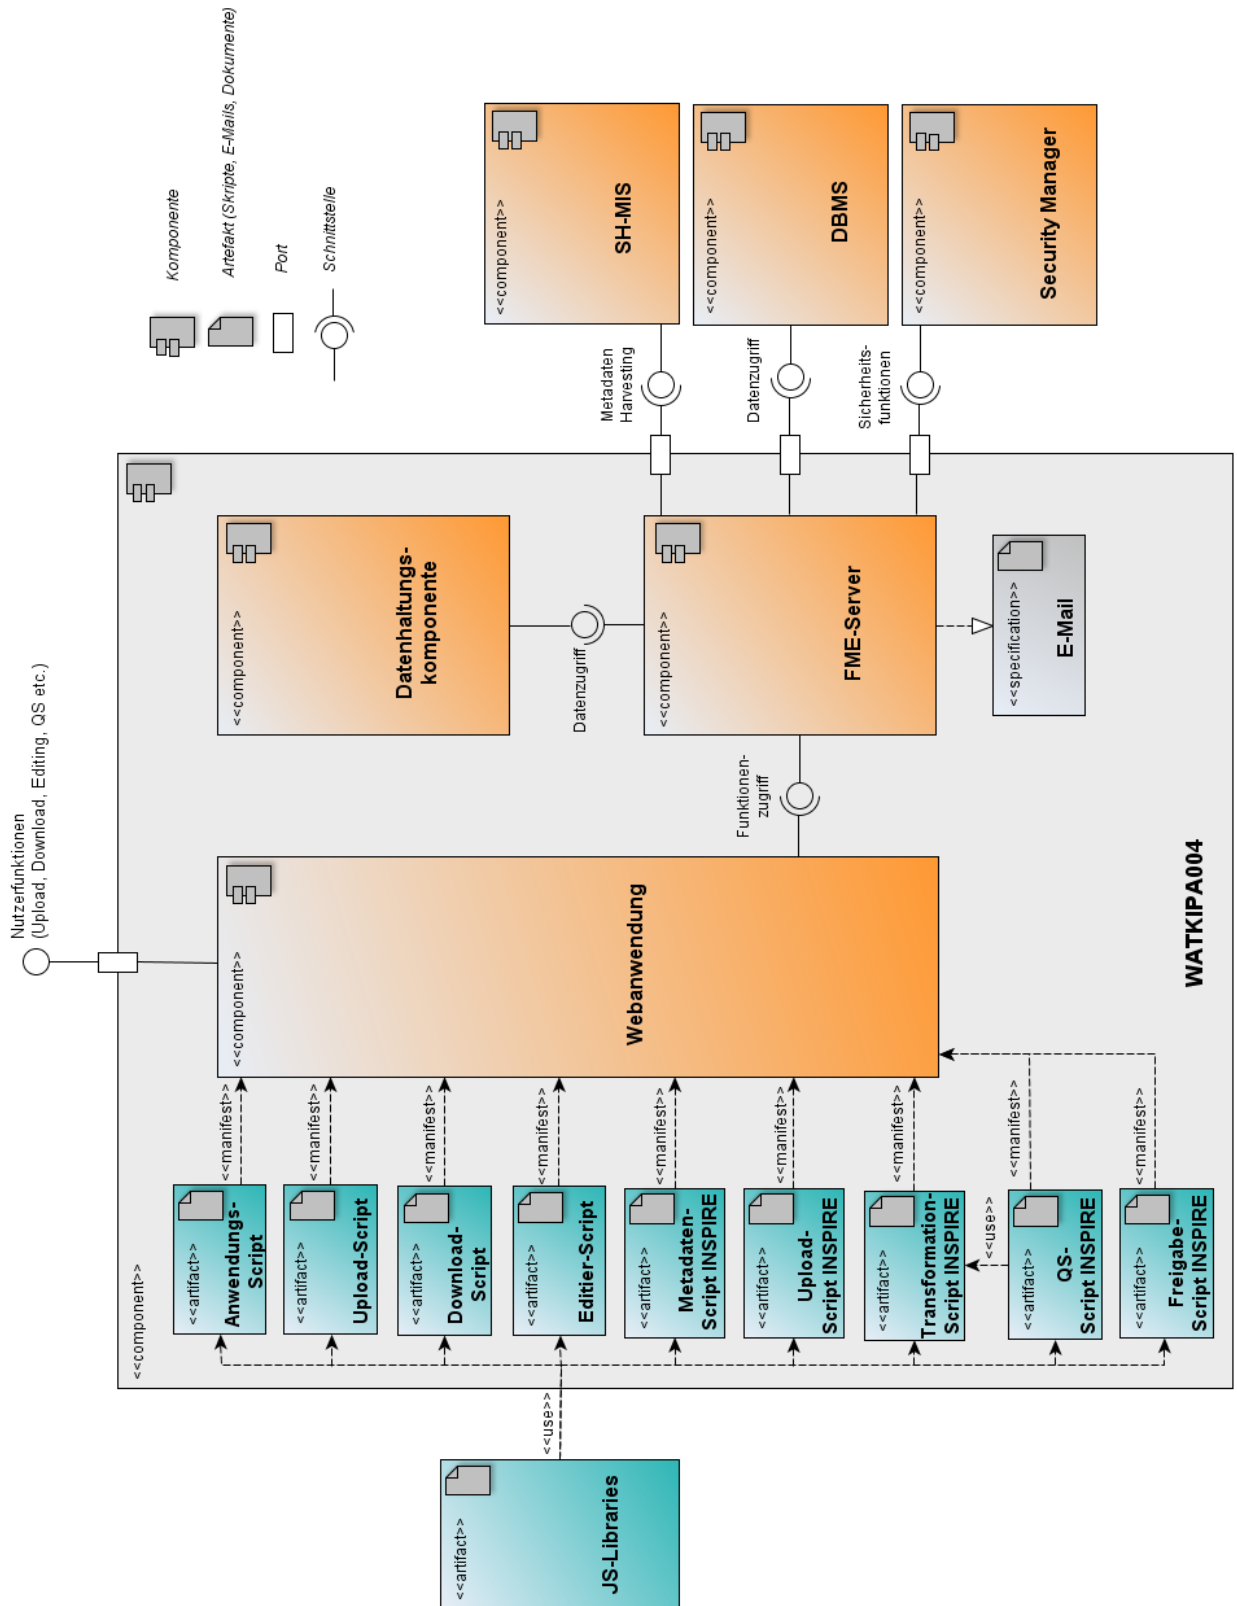 Nutzerfunktionen
(Upload, Download, Editing, QS etc.)
Komponente
Artefakt (Skripte, E-Mails, Dokumente)
Port
Schnittstelle
<<component>>
WATKIPA004
<<artifact>>
JS-Libraries
<<use>>
<<artifact>>
Anwendungs-
Script
<<manifest>>
<<artifact>>
Upload-Script
<<manifest>>
<<artifact>>
Download-
Script
<<manifest>>
<<artifact>>
Editier-Script
<<manifest>>
<<artifact>>
Metadaten-
Script INSPIRE
<<manifest>>
<<artifact>>
Upload-
Script INSPIRE
<<manifest>>
<<artifact>>
Transformation-
Script INSPIRE
<<manifest>>
<<use>>
<<artifact>>
QS-
Script INSPIRE
<<manifest>>
<<artifact>>
Freigabe-
Script INSPIRE
<<manifest>>
<<component>>
Webanwendung
Funktionen-
zugriff
<<component>>
Datenhaltungs-
komponente
Datenzugriff
<<component>>
FME-Server
<<specification>>
E-Mail
Metadaten
Harvesting
Datenzugriff
Sicherheits-
funktionen
<<component>>
SH-MIS
<<component>>
DBMS
<<component>>
Security Manager